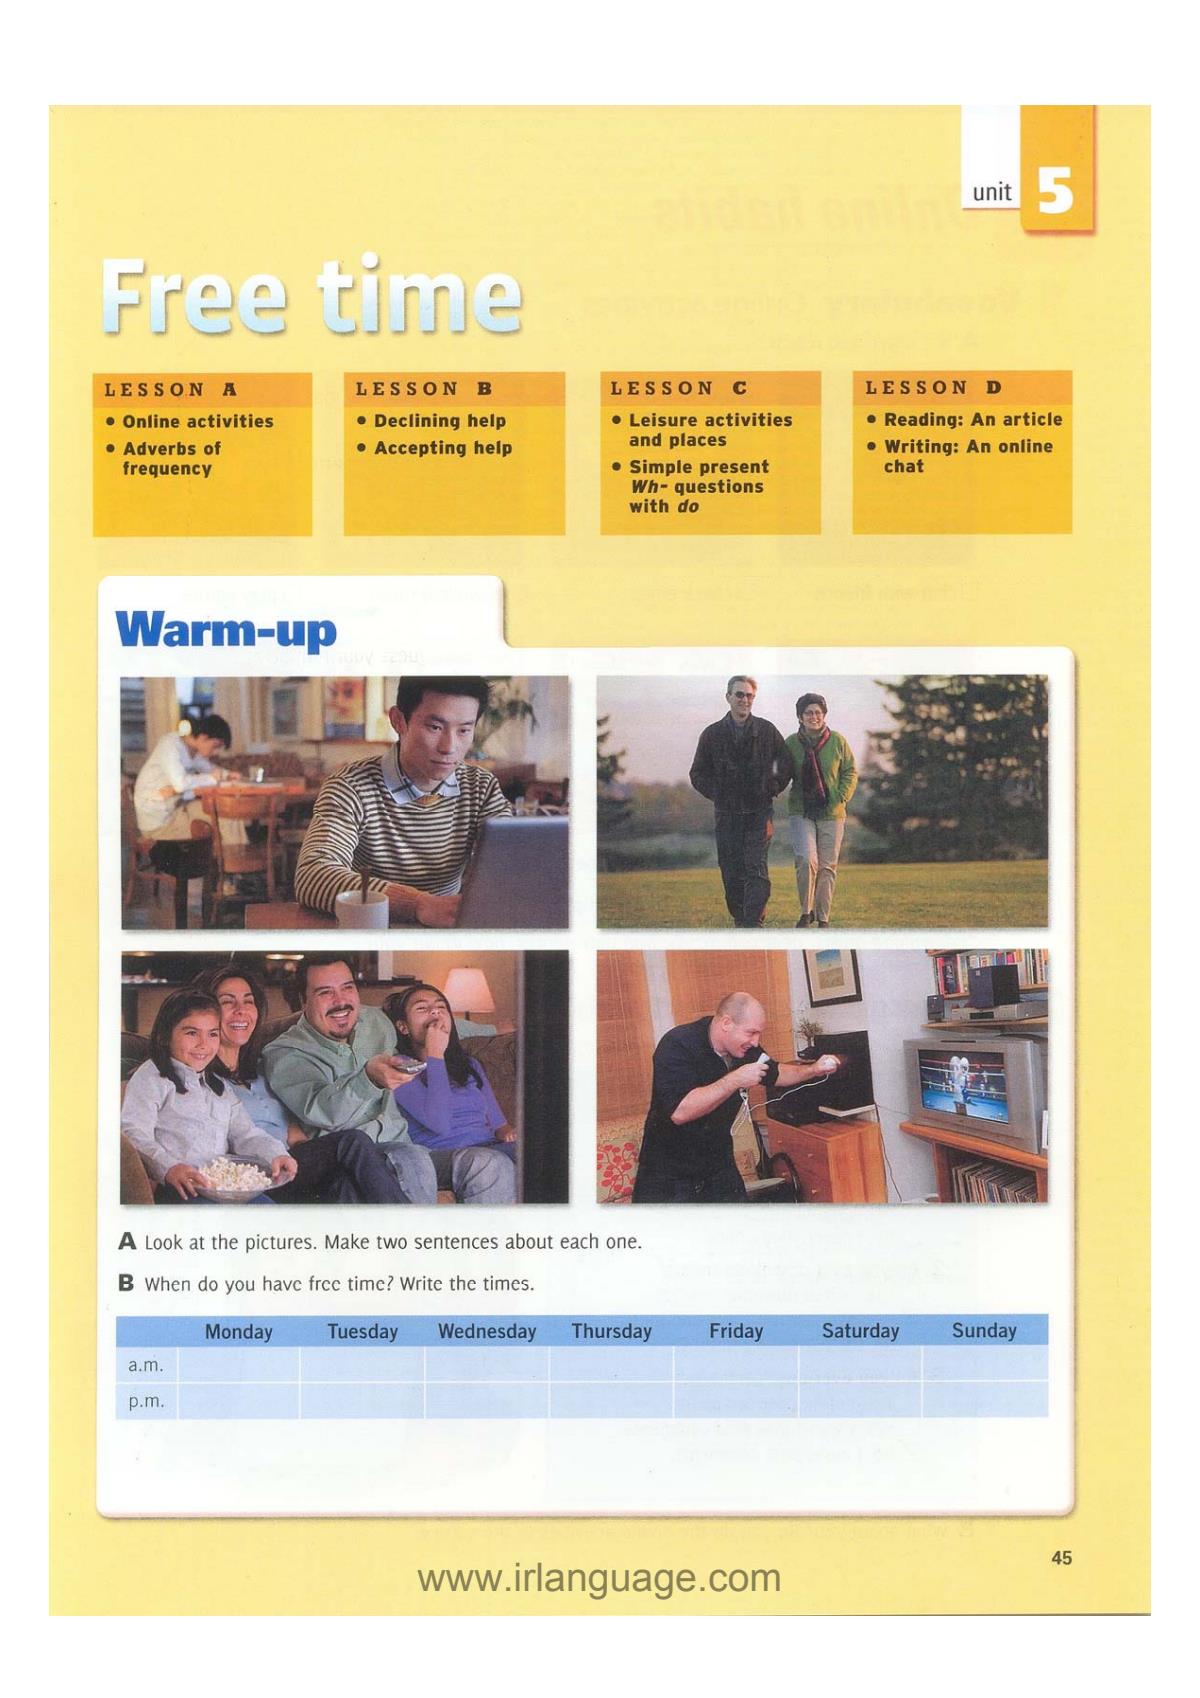 unit 5
Free time
LESSON A
• Online activities
• Adverbs of
frequency
LESSON B
• Declining help
• Accepting help
LESSON C
• Leisure activities
and places
• Simple present
Wh- questions
with do
LESSON D
• Reading: An article
• Writing: An online
chat
Warm-up
A Look at the pictures. Make two sentences about each one.
B When do you have free time? Write the times.
Monday Tuesday Wednesday Thursday Friday Saturday Sunday
a.m.
p.m.
45
www.irlanguage.com